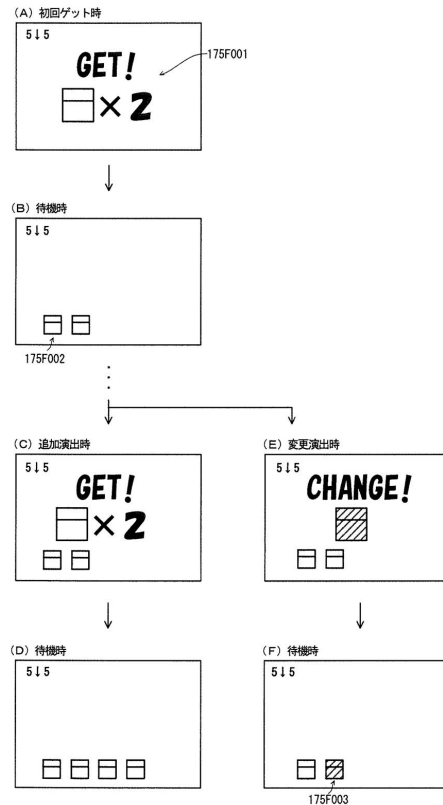 (A) 初回ゲット時
5↓5
GET!
×2
175F001
(B) 待機時
5↓5
175F002
(C) 追加演出時
5↓5
GET!
×2
(E) 変更演出時
5↓5
CHANGE!
(D) 待機時
5↓5
(F) 待機時
5↓5
175F003